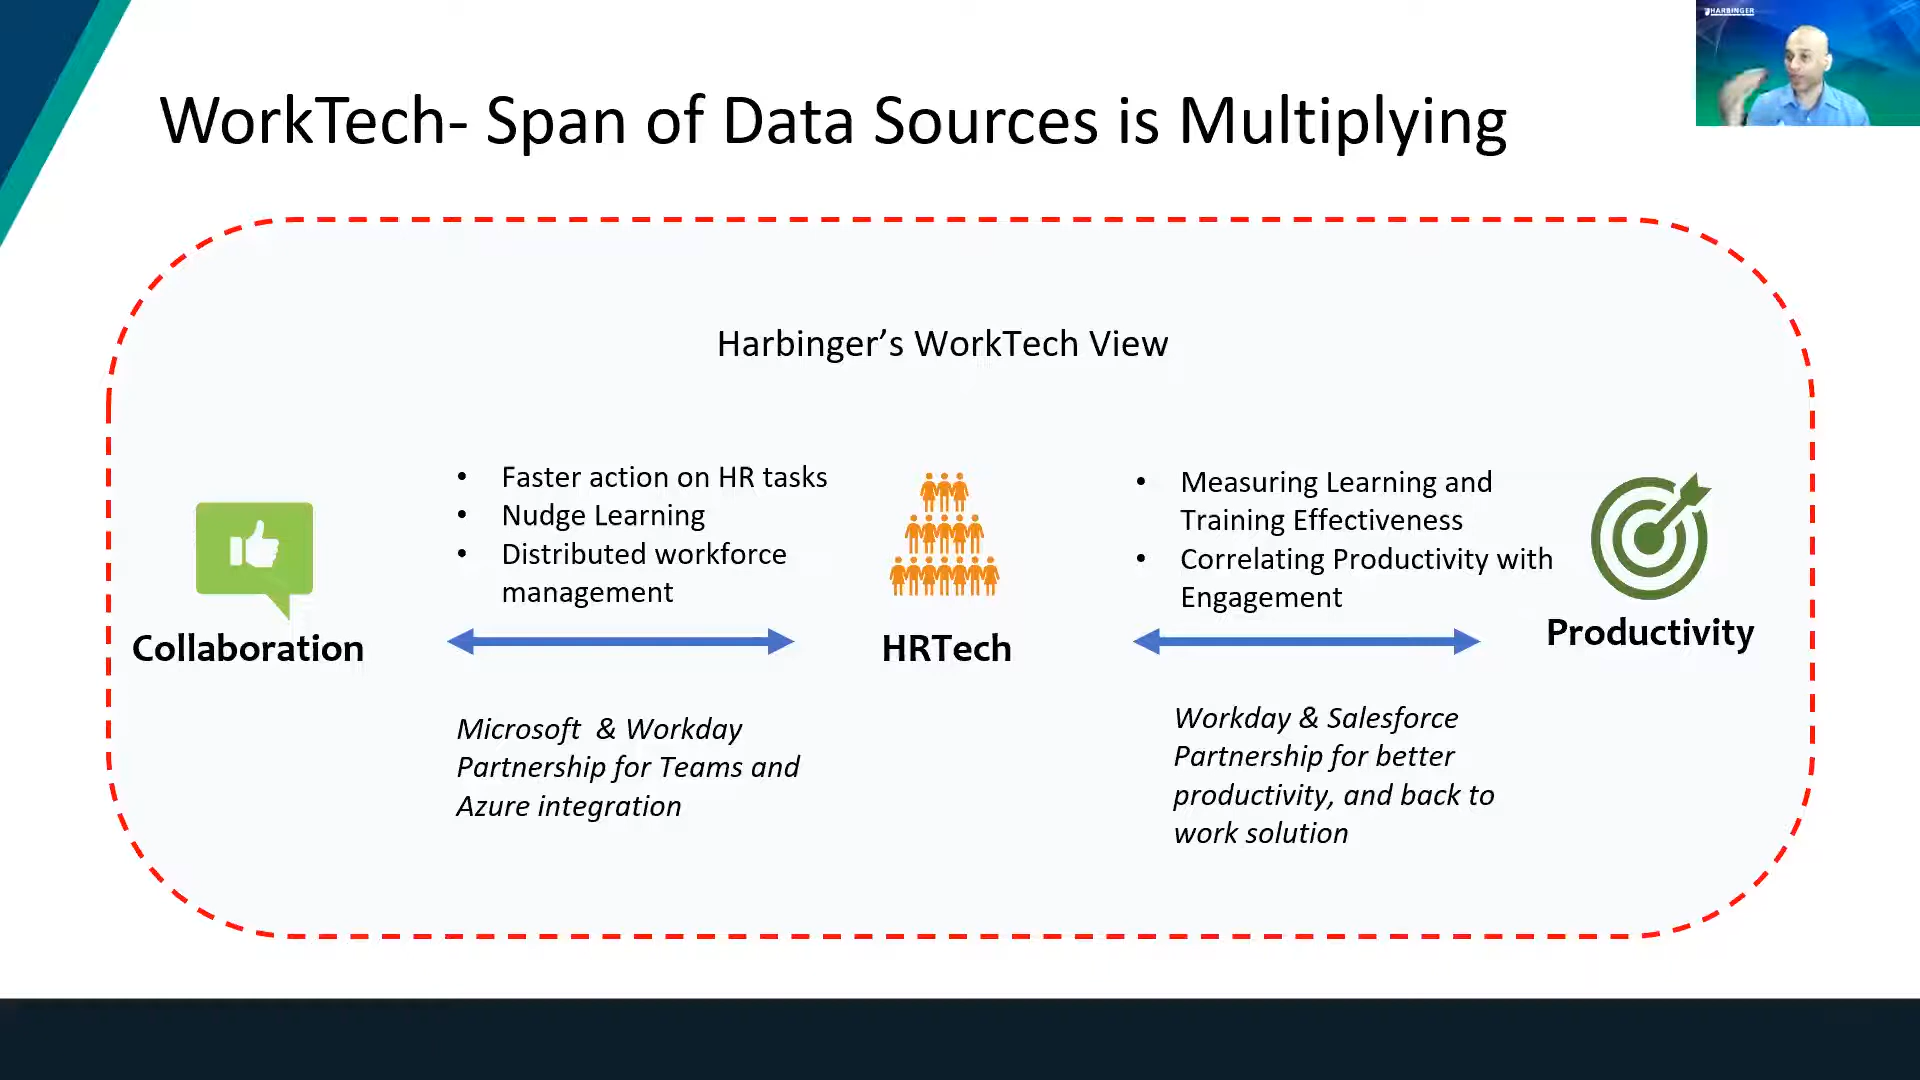 HARBINGER
WorkTech- Span of Data Sources is Multiplying
Harbinger’s WorkTech View
• Faster action on HR tasks
• Nudge Learning
• Distributed workforce
management
Collaboration
Microsoft & Workday
Partnership for Teams and
Azure integration
HRTech
• Measuring Learning and
Training Effectiveness
• Correlating Productivity with
Engagement
Productivity
Workday & Salesforce
Partnership for better
productivity, and back to
work solution